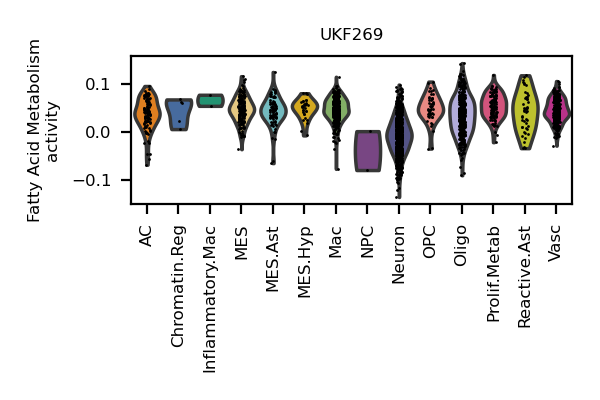 UKF269
Fatty Acid Metabolism
activity
0.1
0.0
−0.1
AC
Chromatin.Reg
Inflammatory.Mac
MES
MES.Ast
MES.Hyp
Mac
NPC
Neuron
OPC
Oligo
Prolif.Metab
Reactive.Ast
Vasc